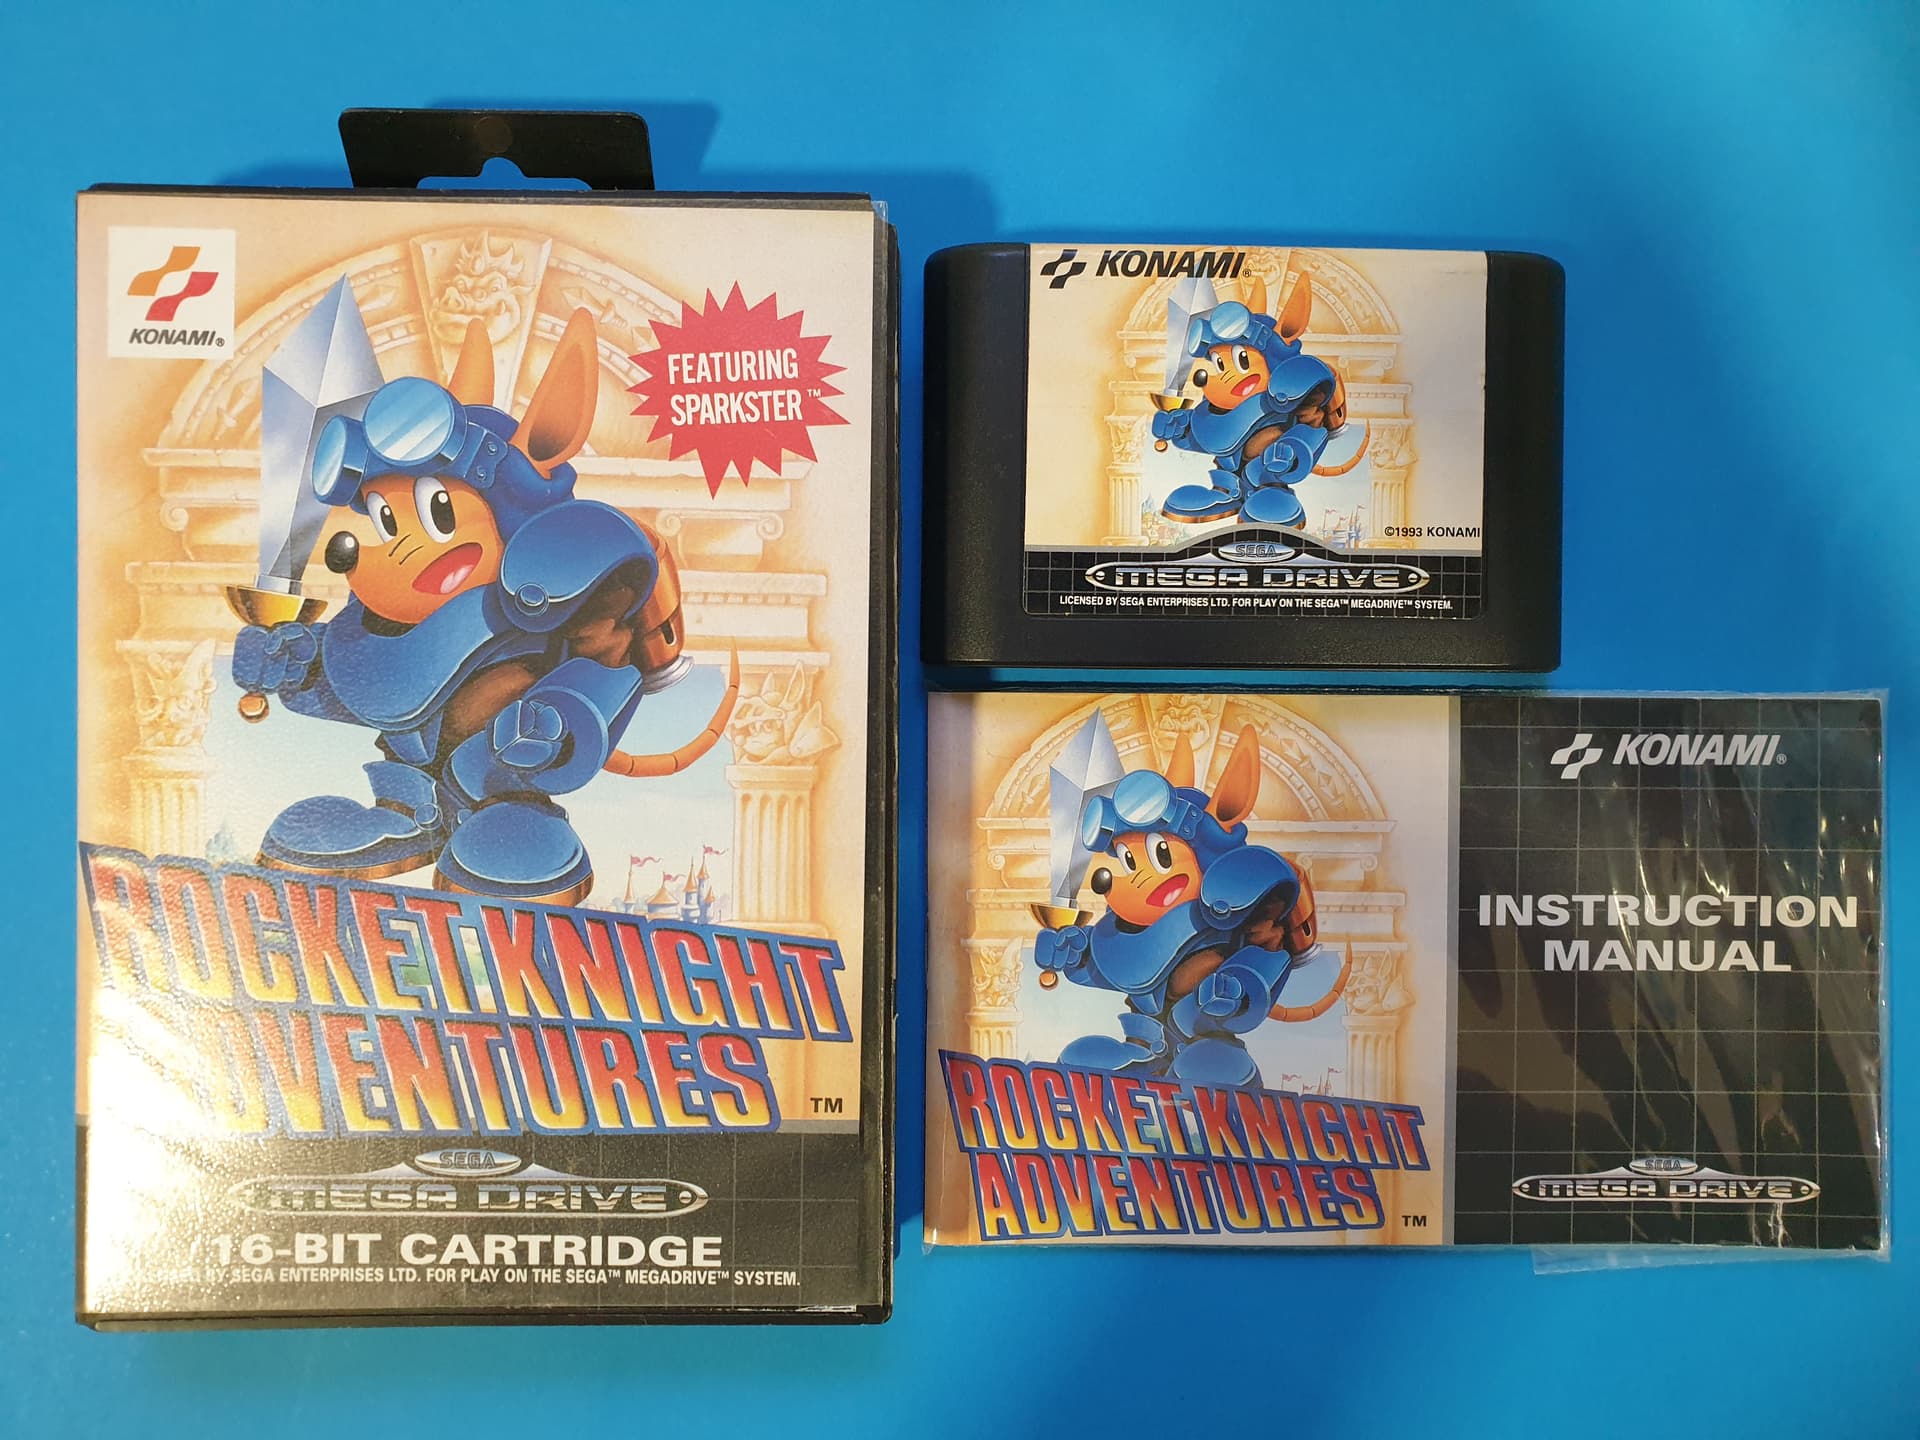 KONAMI®
FEATURING
SPARKSTER™
ROCKET KNIGHT
ADVENTURES
TM
SEGA
MEGA DRIVE
16-BIT CARTRIDGE
BY SEGA ENTERPRISES LTD. FOR PLAY ON THE SEGA™ MEGADRIVE™ SYSTEM.
KONAMI®
©1993 KONAMI
SEGA
MEGA DRIVE
LICENSED BY SEGA ENTERPRISES LTD. FOR PLAY ON THE SEGA™ MEGADRIVE™ SYSTEM.
ROCKET KNIGHT
ADVENTURES
TM
KONAMI®
INSTRUCTION
MANUAL
SEGA
MEGA DRIVE